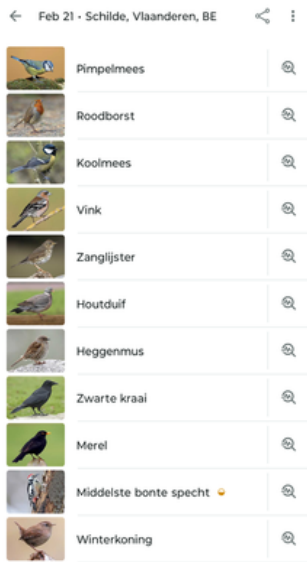 Feb 21 - Schilde, Vlaanderen, BE
Pimpelmees
Roodborst
Koolmees
Vink
Zanglijster
Houtduif
Heggenmus
Zwarte kraai
Merel
Middelste bonte specht
Winterkoning